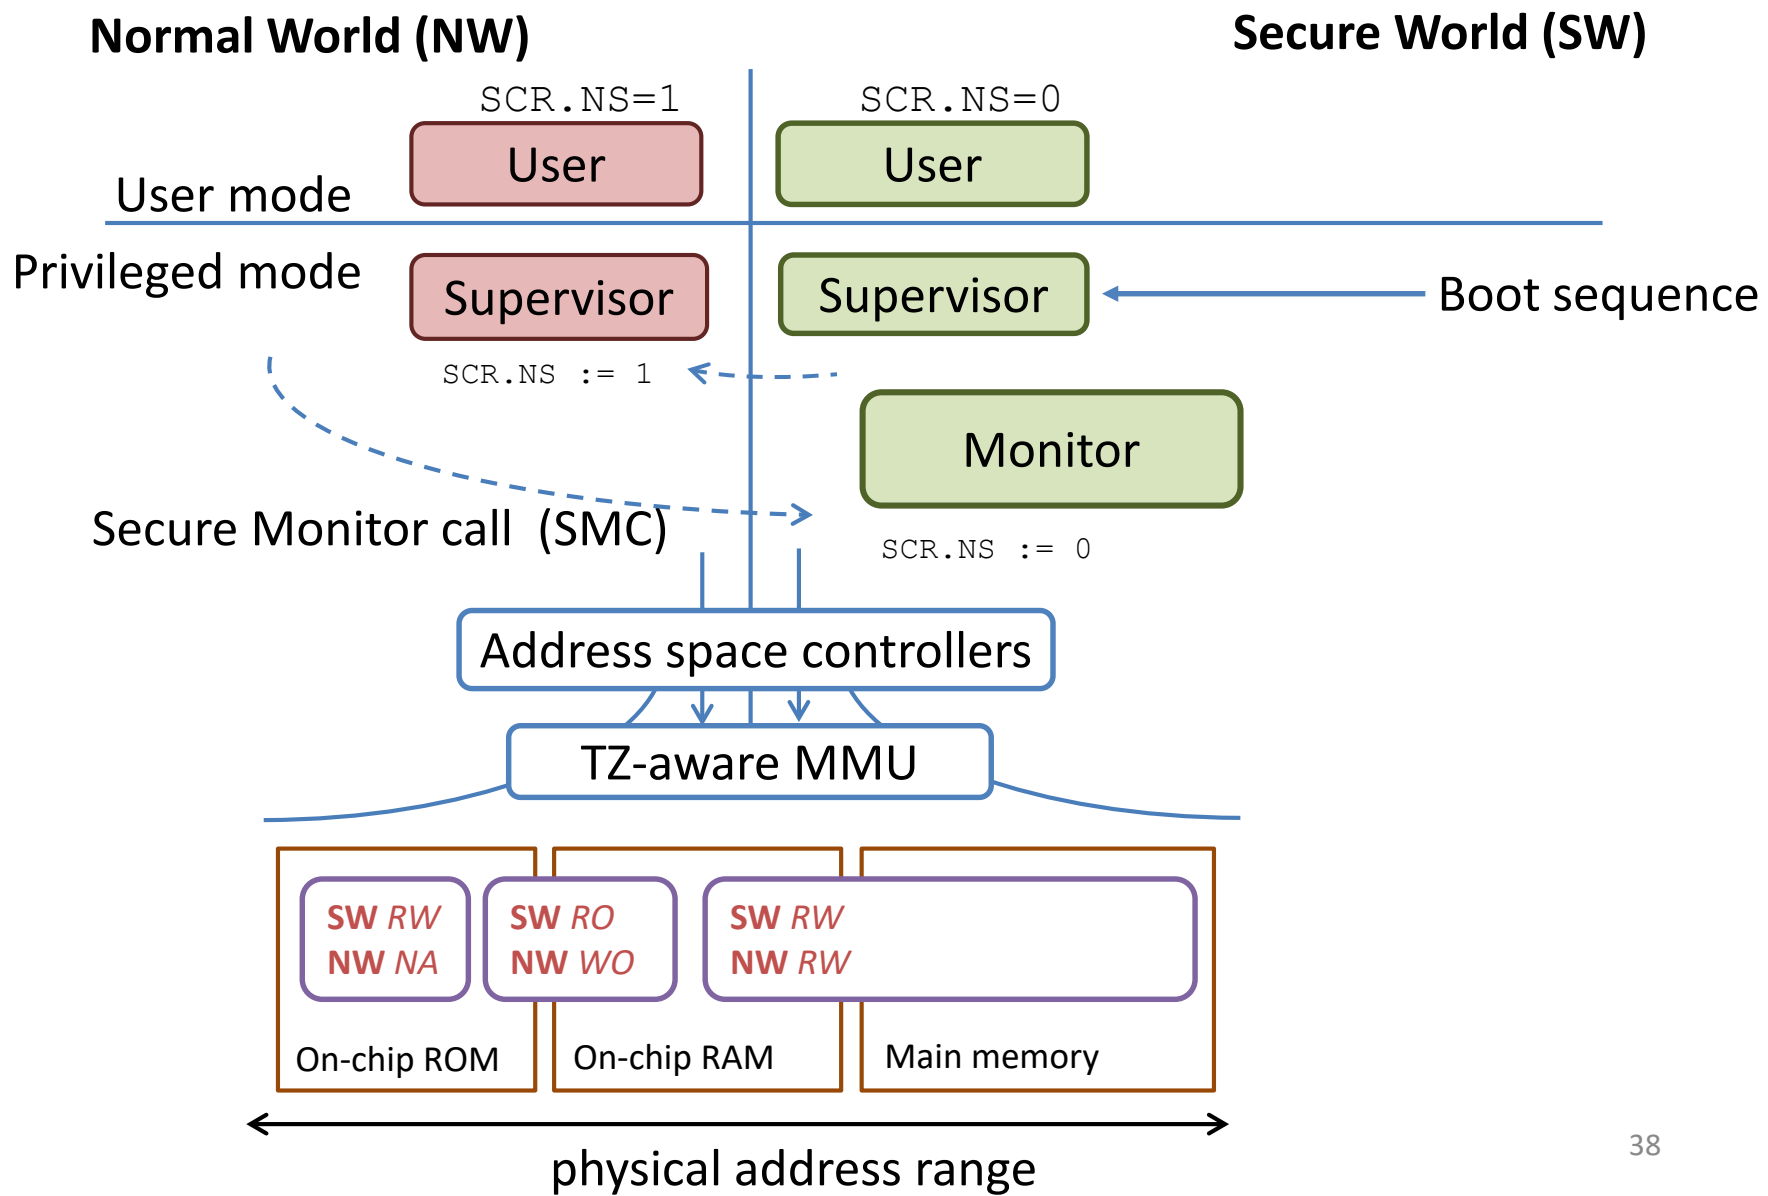 Normal World (NW)
Secure World (SW)
SCR.NS=1
SCR.NS=0
User
User
User mode
Privileged mode
Supervisor
Supervisor
Boot sequence
SCR.NS := 1
Monitor
Secure Monitor call (SMC)
SCR.NS := 0
Address space controllers
TZ-aware MMU
SW RW
NW NA
SW RO
NW WO
SW RW
NW RW
On-chip ROM
On-chip RAM
Main memory
physical address range
38